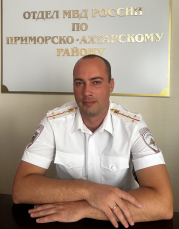 ОТДЕЛ МВД РОССИИ
ПО
ПРИМОРСКО-АХТАРСКОМУ
РАЙОНУ